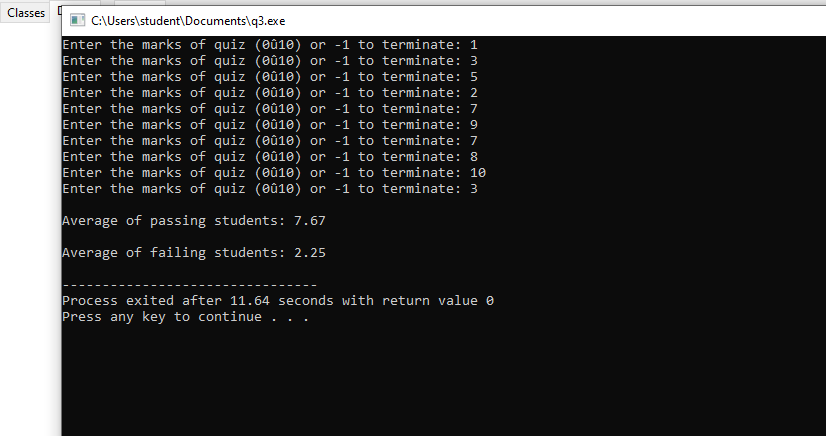 Classes
C:\Users\student\Documents\q3.exe
Enter the marks of quiz (0û10) or -1 to terminate: 1
Enter the marks of quiz (0û10) or -1 to terminate: 3
Enter the marks of quiz (0û10) or -1 to terminate: 5
Enter the marks of quiz (0û10) or -1 to terminate: 2
Enter the marks of quiz (0û10) or -1 to terminate: 7
Enter the marks of quiz (0û10) or -1 to terminate: 9
Enter the marks of quiz (0û10) or -1 to terminate: 7
Enter the marks of quiz (0û10) or -1 to terminate: 8
Enter the marks of quiz (0û10) or -1 to terminate: 10
Enter the marks of quiz (0û10) or -1 to terminate: 3
Average of passing students: 7.67
Average of failing students: 2.25
--------------------------------
Process exited after 11.64 seconds with return value 0
Press any key to continue . . .